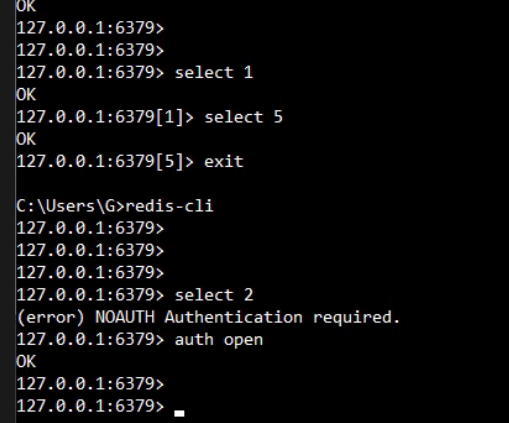 OK
127.0.0.1:6379>
127.0.0.1:6379>
127.0.0.1:6379> select 1
OK
127.0.0.1:6379[1]> select 5
OK
127.0.0.1:6379[5]> exit
C:\Users\G>redis-cli
127.0.0.1:6379>
127.0.0.1:6379>
127.0.0.1:6379>
127.0.0.1:6379> select 2
(error) NOAUTH Authentication required.
127.0.0.1:6379> auth open
OK
127.0.0.1:6379>
127.0.0.1:6379>